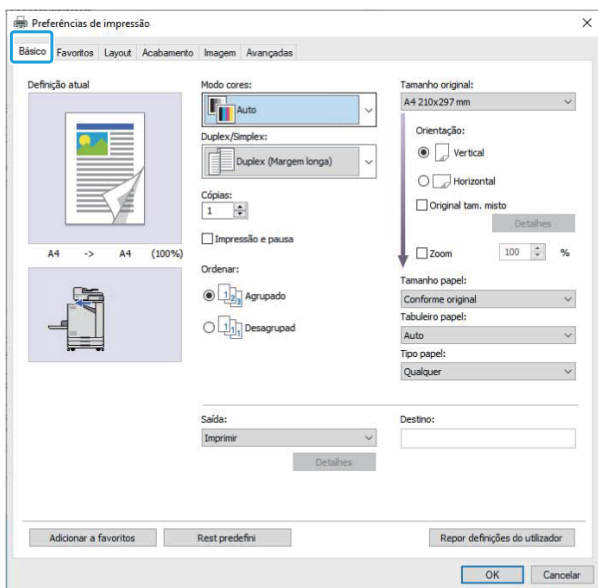 Preferências de impressão
Básico Favoritos Layout Acabamento Imagem Avançadas
Definição atual
A4 -> A4 (100%)
Modo cores:
Auto
Duplex/Simplex:
Duplex (Margem longa)
Cópias:
1
Impressão e pausa
Ordenar:
Agrupado
Desagrupad
Tamanho original:
A4 210x297 mm
Orientação:
Vertical
Horizontal
Original tam. misto
Detalhes
Zoom 100 %
Tamanho papel:
Conforme original
Tabuleiro papel:
Auto
Tipo papel:
Qualquer
Saída:
Imprimir
Detalhes
Destino:
Adicionar a favoritos Rest predefini Repor definições do utilizador
OK Cancelar